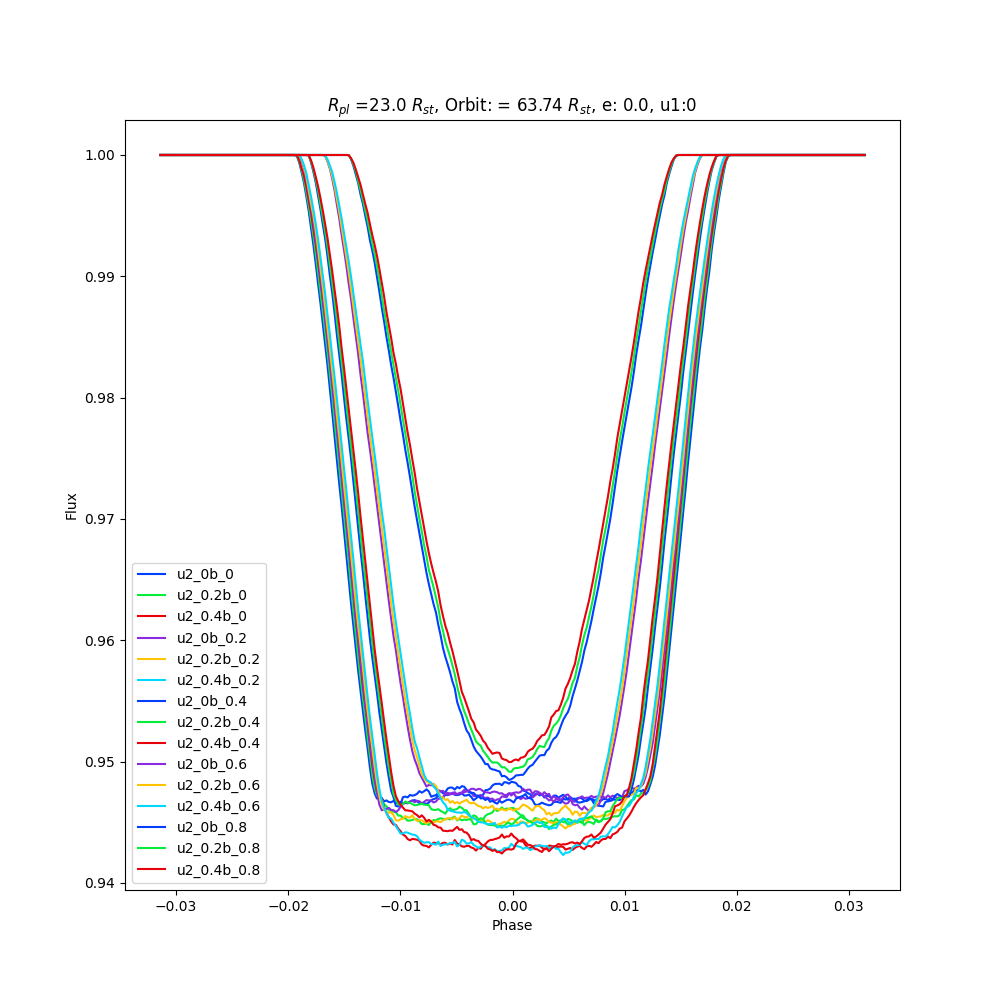 R_pl =23.0 R_st, Orbit: = 63.74 R_st, e: 0.0, u1:0
1.00
0.99
0.98
0.97
0.96
0.95
0.94
Flux
u2_0b_0
u2_0.2b_0
u2_0.4b_0
u2_0b_0.2
u2_0.2b_0.2
u2_0.4b_0.2
u2_0b_0.4
u2_0.2b_0.4
u2_0.4b_0.4
u2_0b_0.6
u2_0.2b_0.6
u2_0.4b_0.6
u2_0b_0.8
u2_0.2b_0.8
u2_0.4b_0.8
−0.03 −0.02 −0.01 0.00 0.01 0.02 0.03
Phase